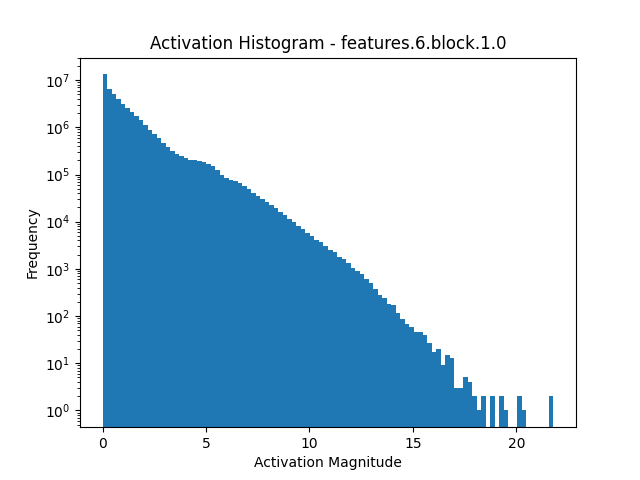 Activation Histogram - features.6.block.1.0
Frequency
10⁷
10⁶
10⁵
10⁴
10³
10²
10¹
10⁰
0 5 10 15 20
Activation Magnitude